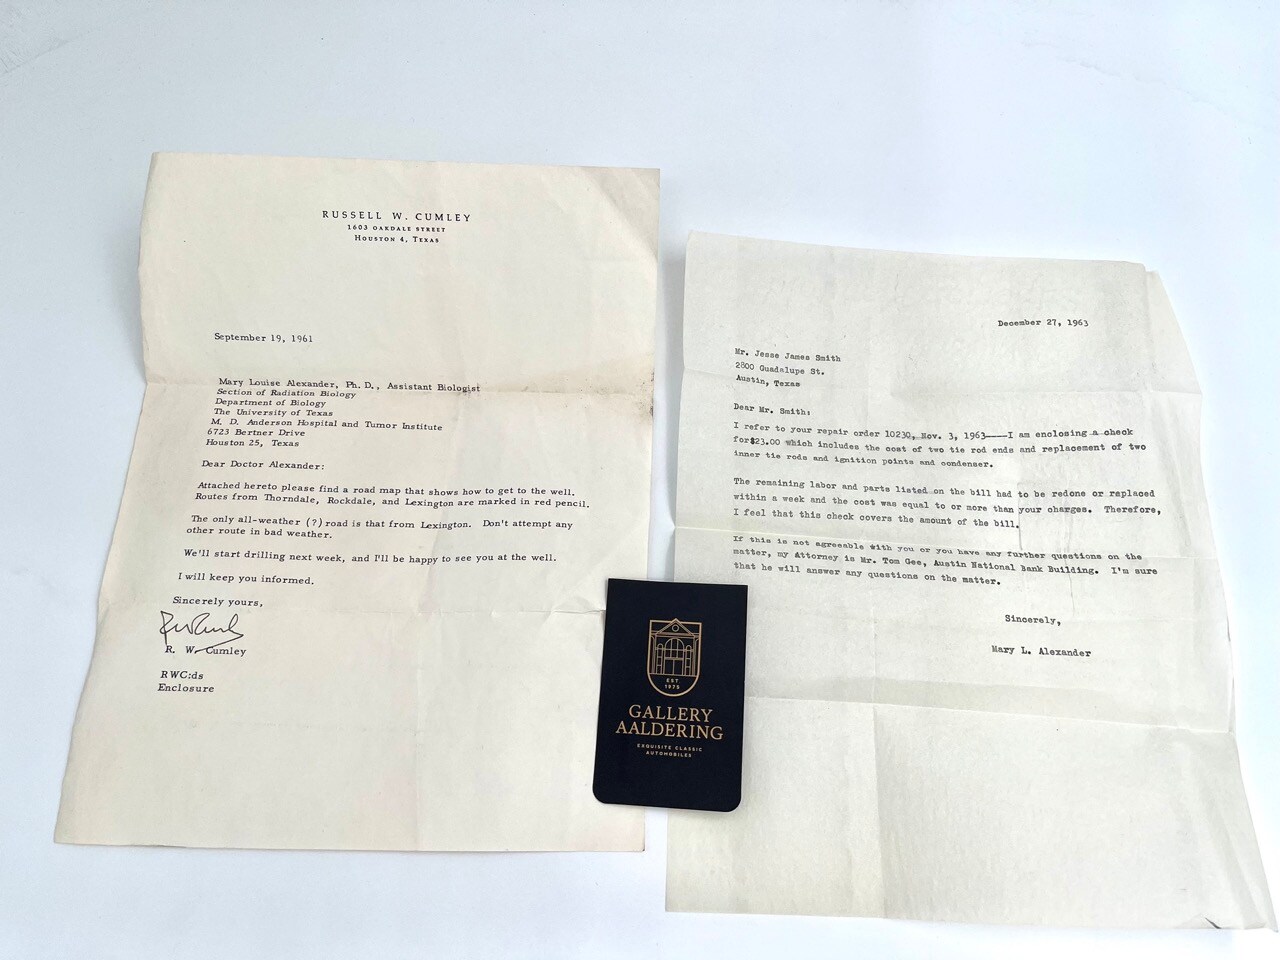 RUSSELL W. CUMLEY
1603 OAKDALE STREET
HOUSTON 4, TEXAS
September 19, 1961
Mary Louise Alexander, Ph.D., Assistant Biologist
Section of Radiation Biology
Department of Biology
The University of Texas
M. D. Anderson Hospital and Tumor Institute
6723 Bertner Drive
Houston 25, Texas
Dear Doctor Alexander:
Attached hereto please find a road map that shows how to get to the well.
Routes from Thorndale, Rockdale, and Lexington are marked in red pencil.
The only all-weather (?) road is that from Lexington. Don't attempt any
other route in bad weather.
We'll start drilling next week, and I'll be happy to see you at the well.
I will keep you informed.
Sincerely yours,
R. W. Cumley
RWC:ds
Enclosure
December 27, 1963
Mr. Jesse James Smith
2800 Guadalupe St.
Austin, Texas
Dear Mr. Smith:
I refer to your repair order 10230, Nov. 3, 1963——I am enclosing a check
for$23.00 which includes the cost of two tie rod ends and replacement of two
inner tie rods and ignition points and condenser.
The remaining labor and parts listed on the bill had to be redone or replaced
within a week and the cost was equal to or more than your charges. Therefore,
I feel that this check covers the amount of the bill.
If this is not agreeable with you or you have any further questions on the
matter, my Attorney is Mr. Tom Gee, Austin National Bank Building. I'm sure
that he will answer any questions on the matter.
Sincerely,
Mary L. Alexander
EST
1975
GALLERY
AALDERING
EXQUISITE CLASSIC
AUTOMOBILES